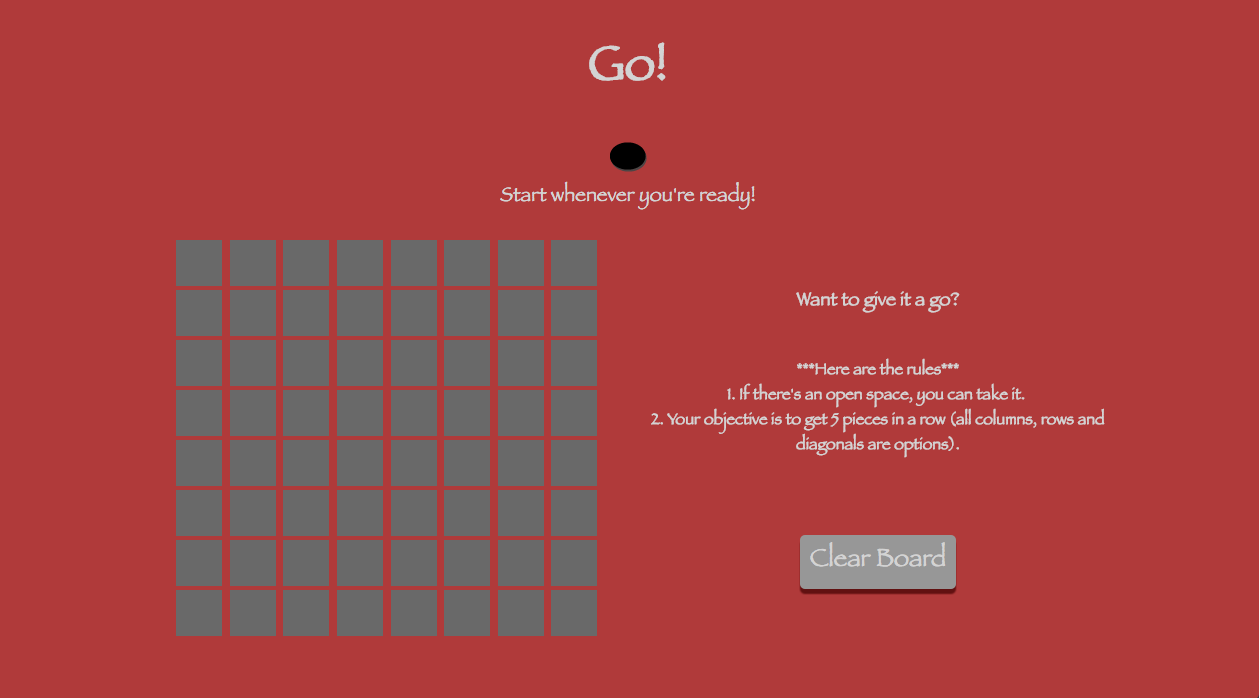 Go!
Start whenever you're ready!
Want to give it a go?
***Here are the rules***
1. If there's an open space, you can take it.
2. Your objective is to get 5 pieces in a row (all columns, rows and
diagonals are options).
Clear Board